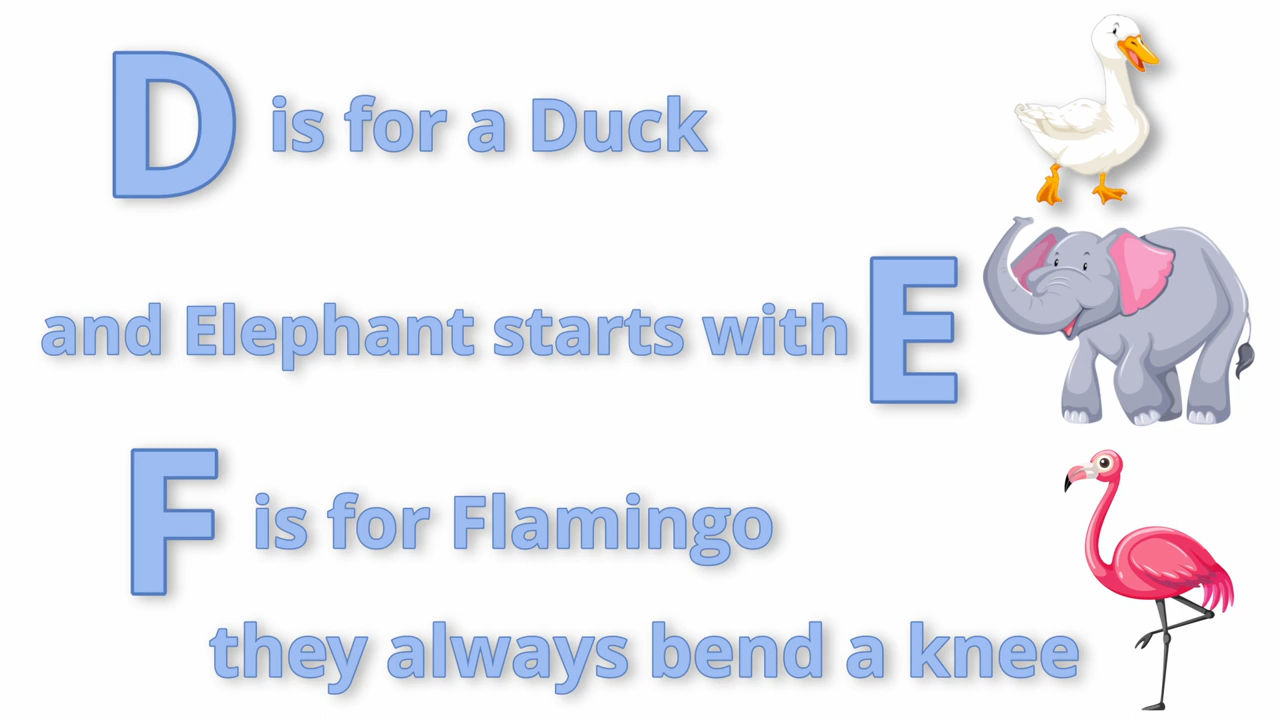 D is for a Duck
and Elephant starts with E
F is for Flamingo
they always bend a knee